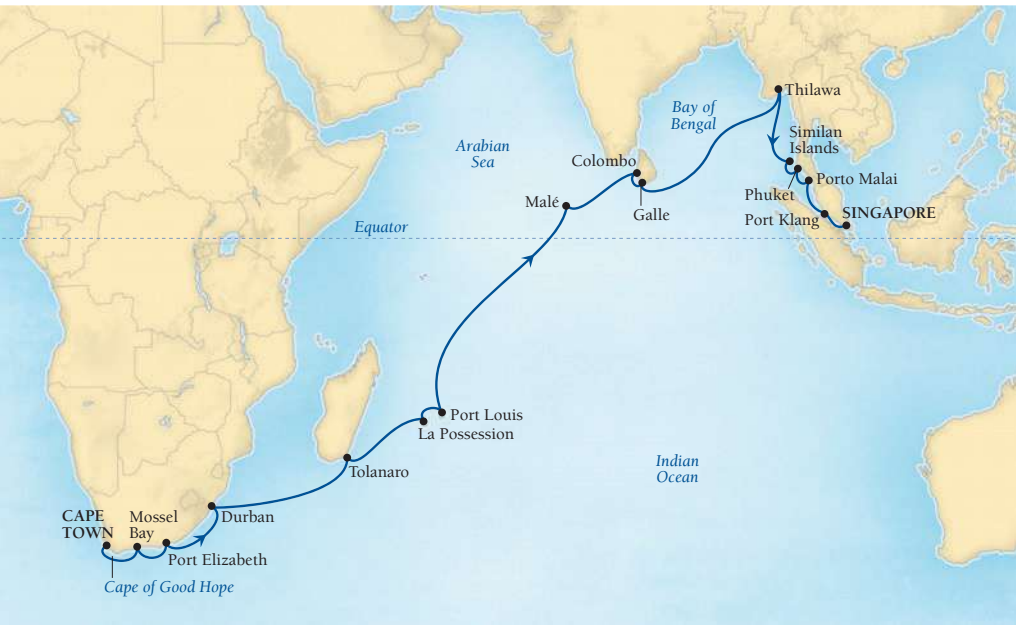 Thilawa
Bay of
Bengal
Similan
Islands
Arabian
Sea
Colombo
Porto Malai
Phuket
Malé
Galle
Port Klang
SINGAPORE
Equator
Port Louis
La Possession
Indian
Ocean
Tolanaro
CAPE
TOWN
Mossel
Bay
Durban
Port Elizabeth
Cape of Good Hope